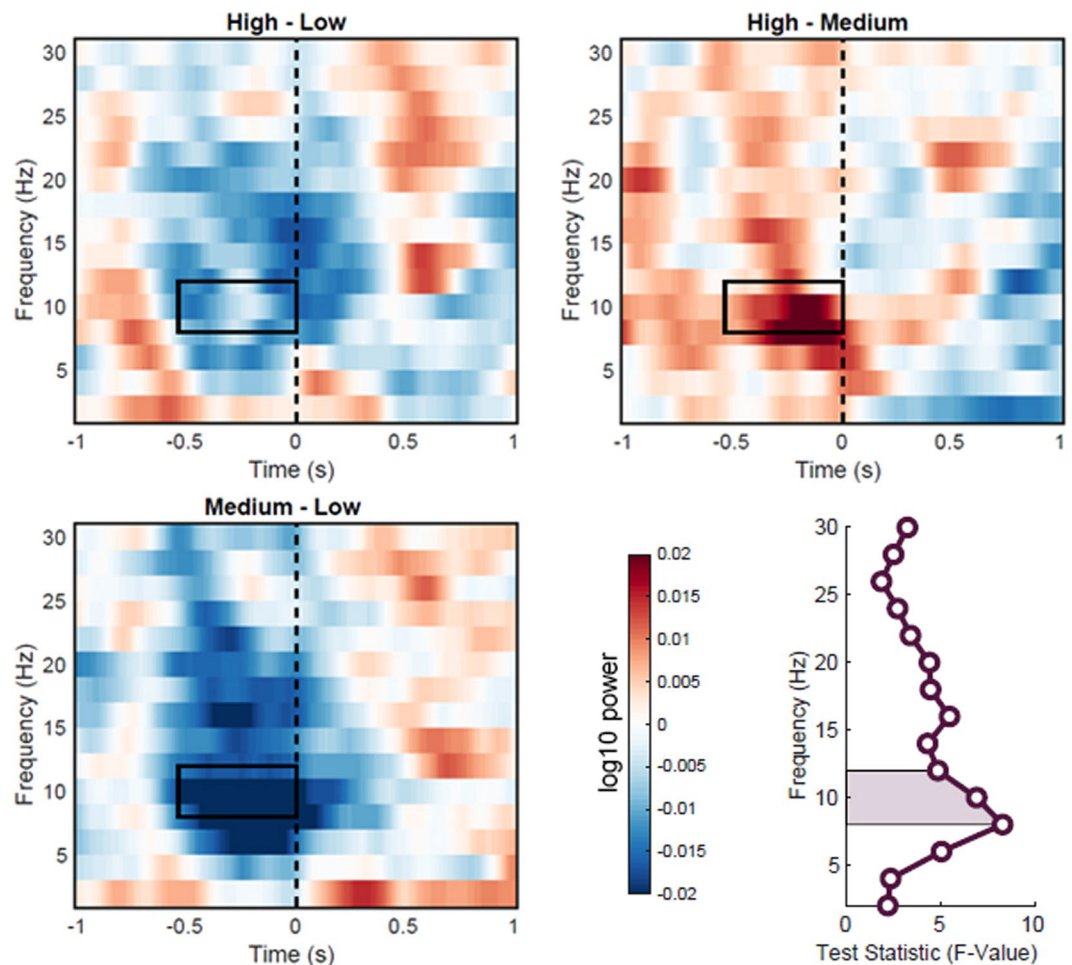 High - Low
30
25
20
15
10
5
Frequency (Hz)
-1 -0.5 0 0.5 1
Time (s)
High - Medium
30
25
20
15
10
5
Frequency (Hz)
-1 -0.5 0 0.5 1
Time (s)
Medium - Low
30
25
20
15
10
5
Frequency (Hz)
-1 -0.5 0 0.5 1
Time (s)
log10 power
0.02
0.015
0.01
0.005
0
-0.005
-0.01
-0.015
-0.02
30
25
20
15
10
5
Frequency (Hz)
0 5 10
Test Statistic (F-Value)